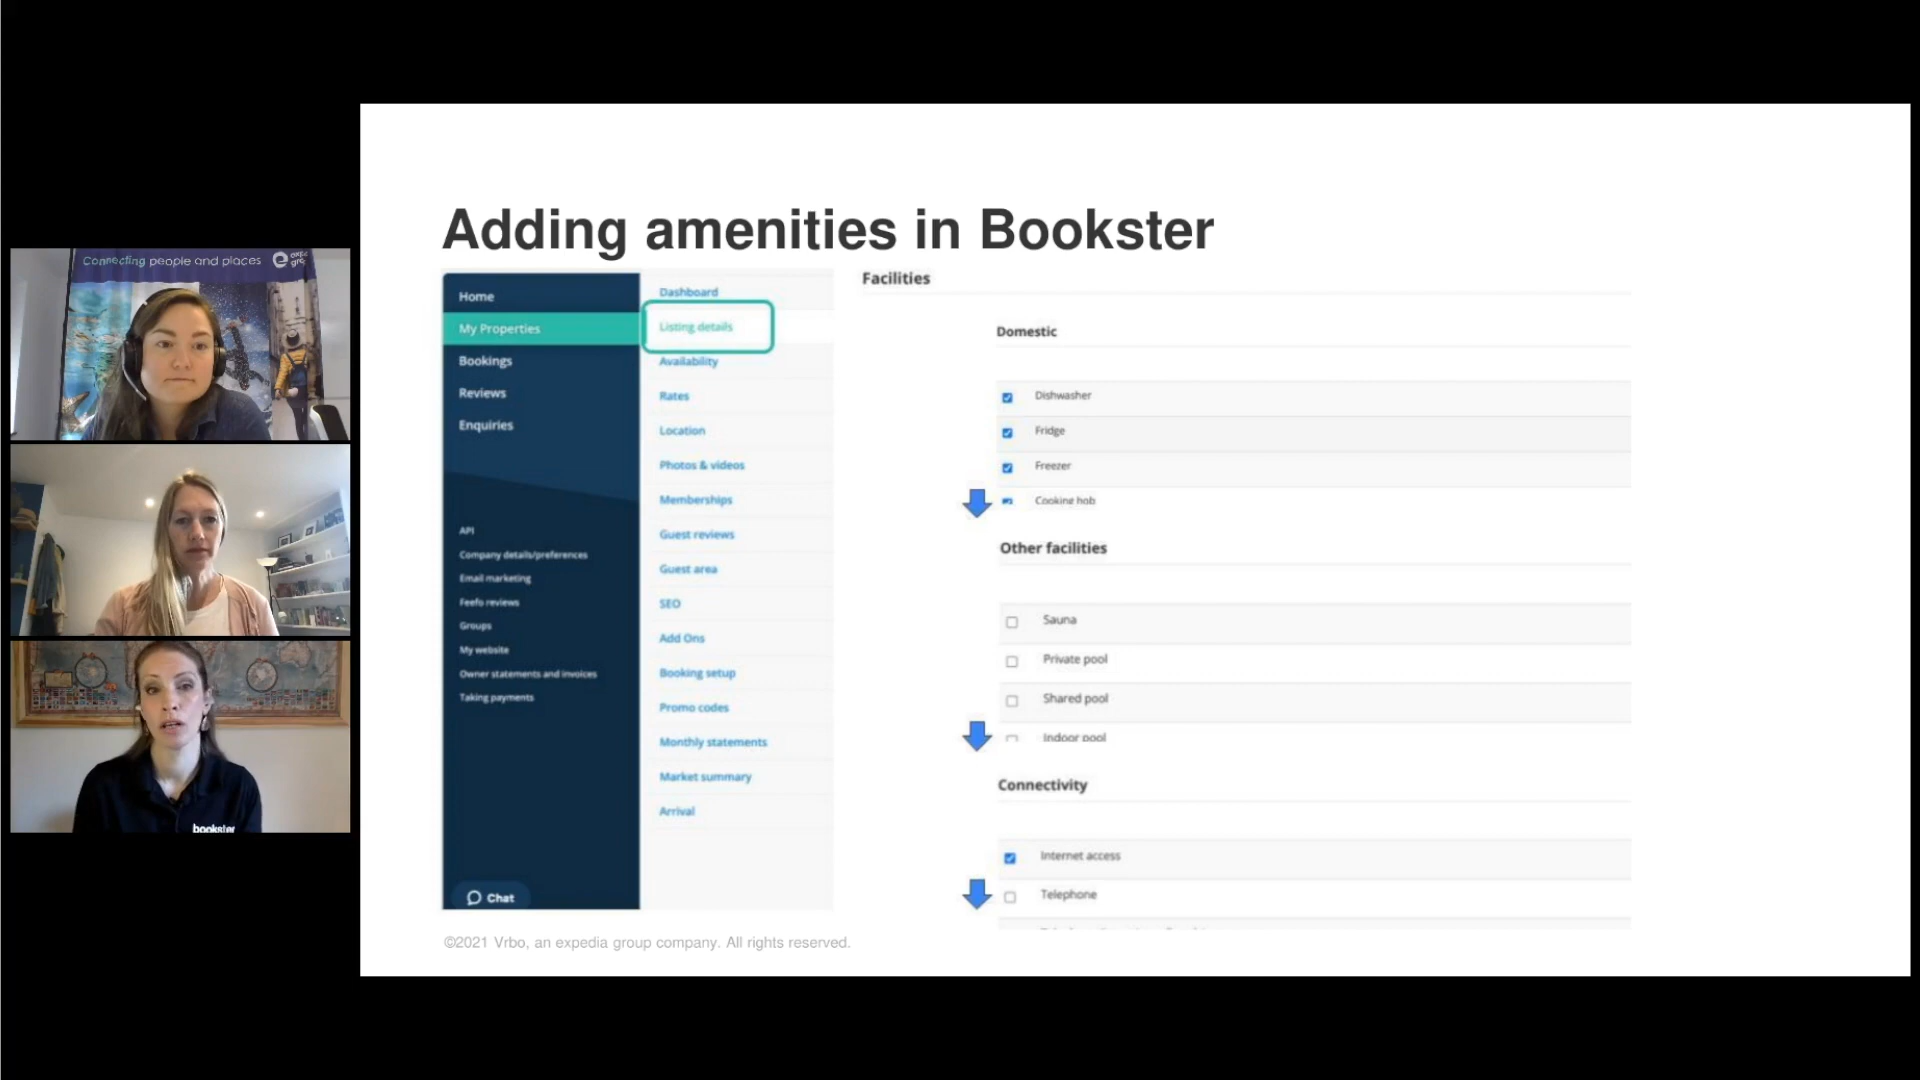 Connecting people and places
bookster
Adding amenities in Bookster
Home
My Properties
Bookings
Reviews
Enquiries
API
Company details/preferences
Email marketing
Feefo reviews
Groups
My website
Owner statements and invoices
Taking payments
Chat
Dashboard
Listing details
Availability
Rates
Location
Photos & videos
Memberships
Guest reviews
Guest area
SEO
Add Ons
Booking setup
Promo codes
Monthly statements
Market summary
Arrival
Facilities
Domestic
Dishwasher
Fridge
Freezer
Cooking hob
Other facilities
Sauna
Private pool
Shared pool
Indoor pool
Connectivity
Internet access
Telephone
©2021 Vrbo, an expedia group company. All rights reserved.